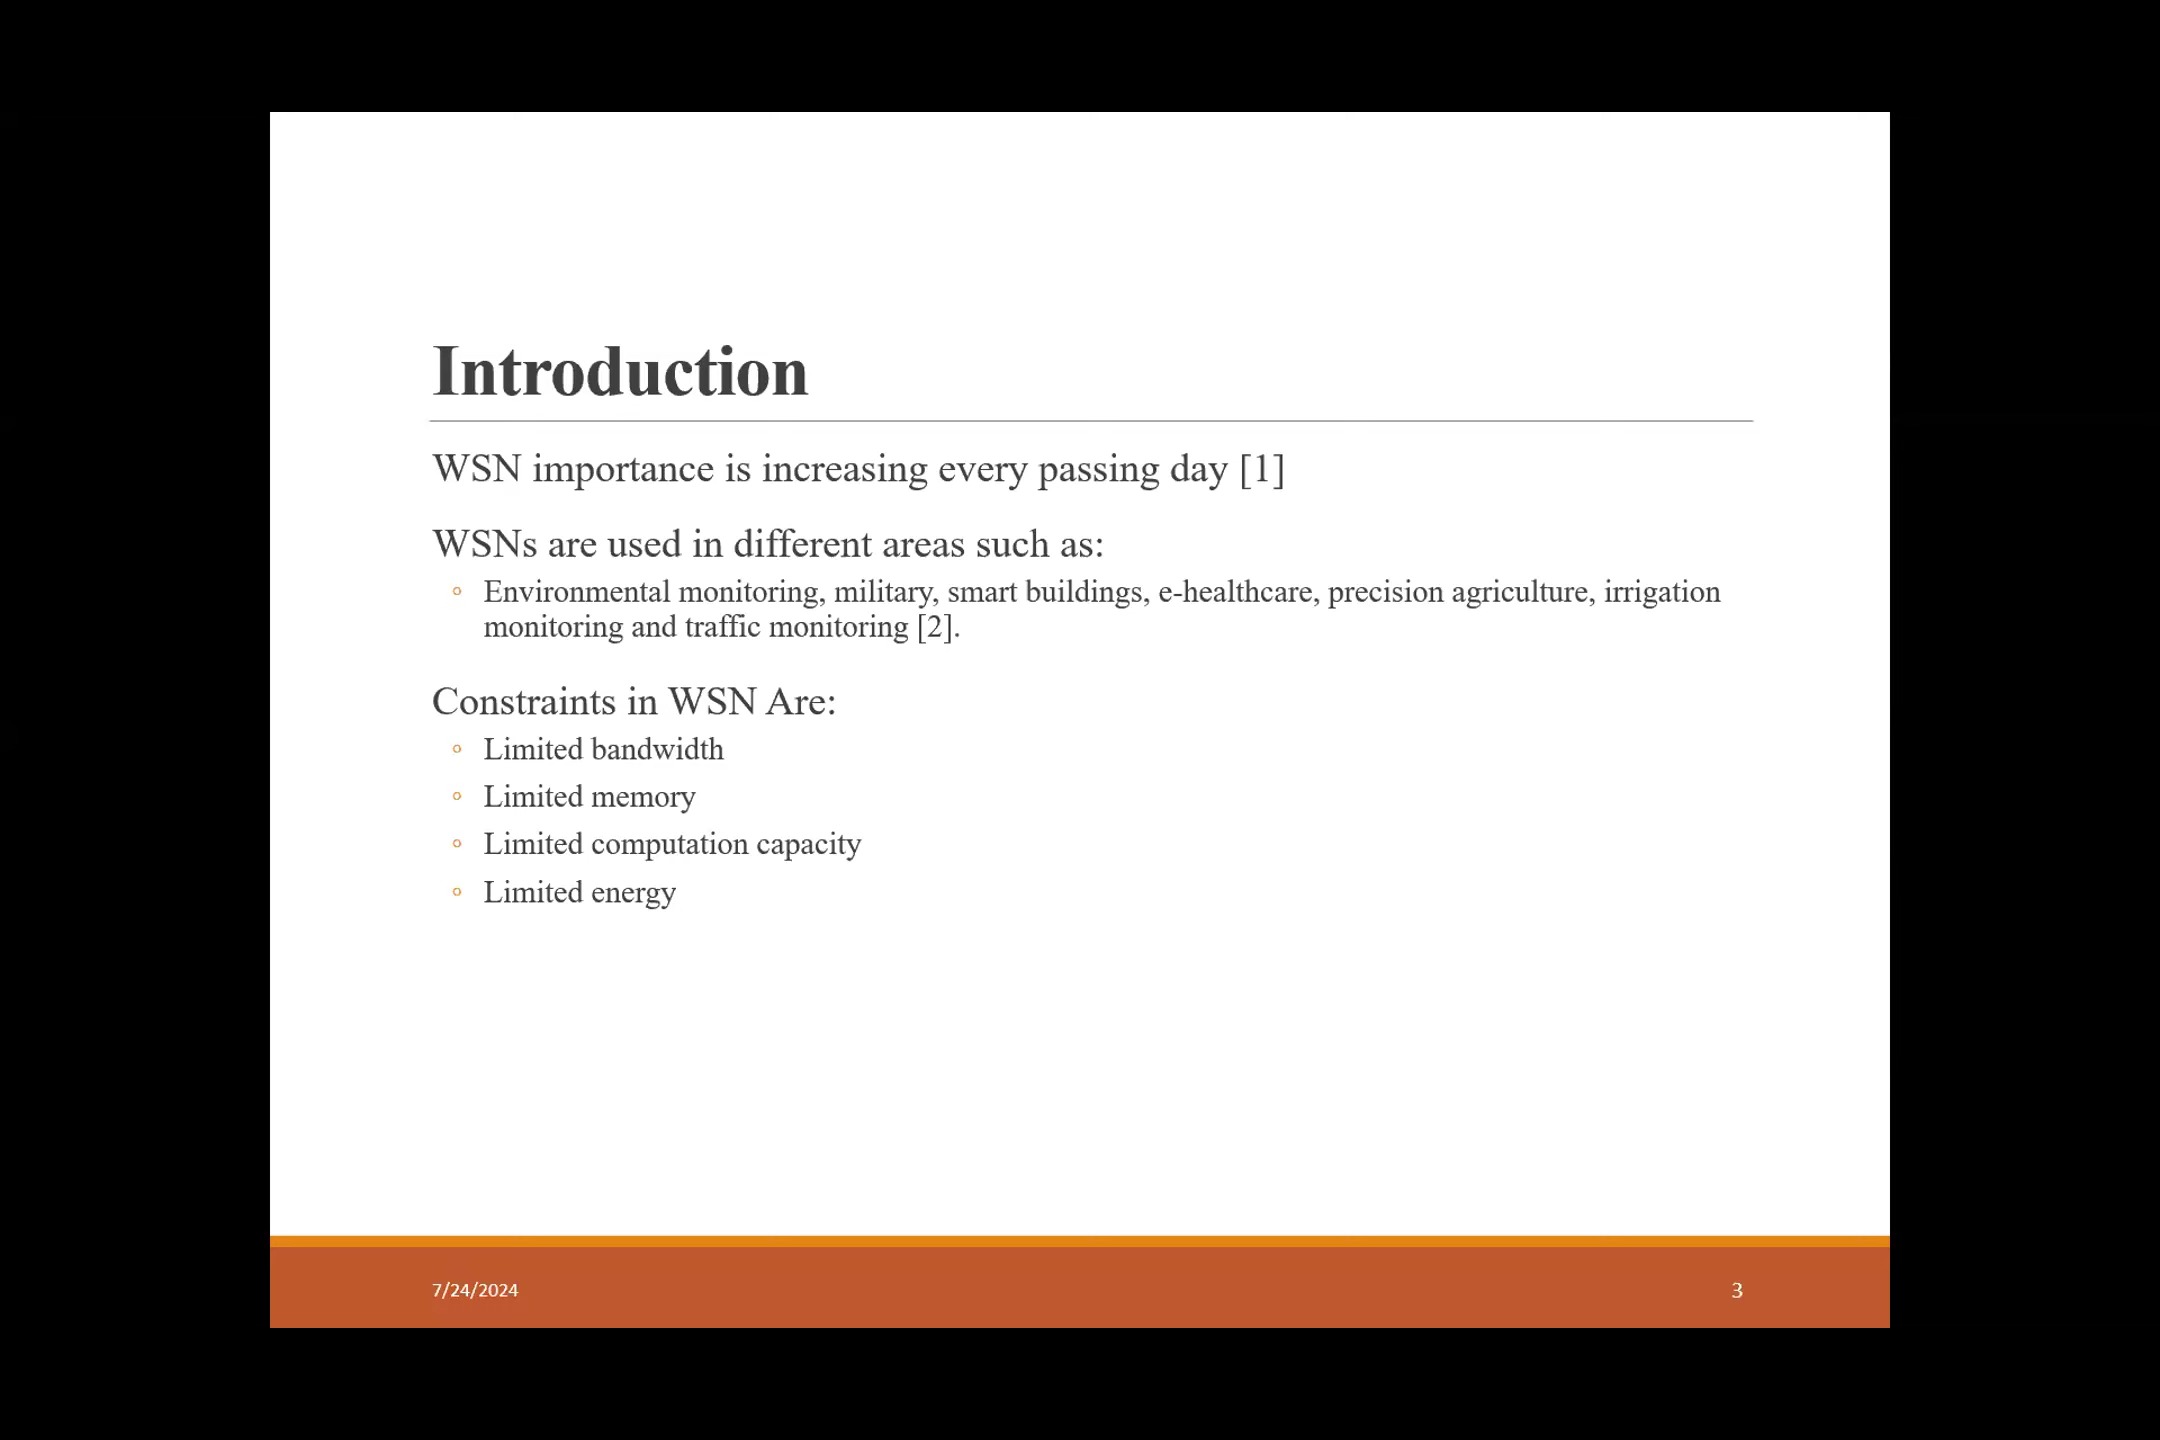 Introduction
WSN importance is increasing every passing day [1]
WSNs are used in different areas such as:
◦ Environmental monitoring, military, smart buildings, e-healthcare, precision agriculture, irrigation
monitoring and traffic monitoring [2].
Constraints in WSN Are:
◦ Limited bandwidth
◦ Limited memory
◦ Limited computation capacity
◦ Limited energy
7/24/2024
3